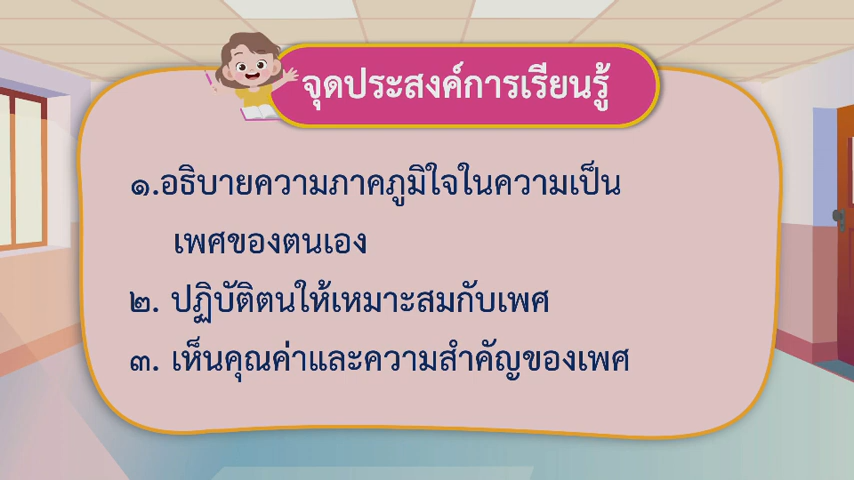 จุดประสงค์การเรียนรู้
๑.อธิบายความภาคภูมิใจในความเป็น
เพศของตนเอง
๒. ปฏิบัติตนให้เหมาะสมกับเพศ
๓. เห็นคุณค่าและความสำคัญของเพศ